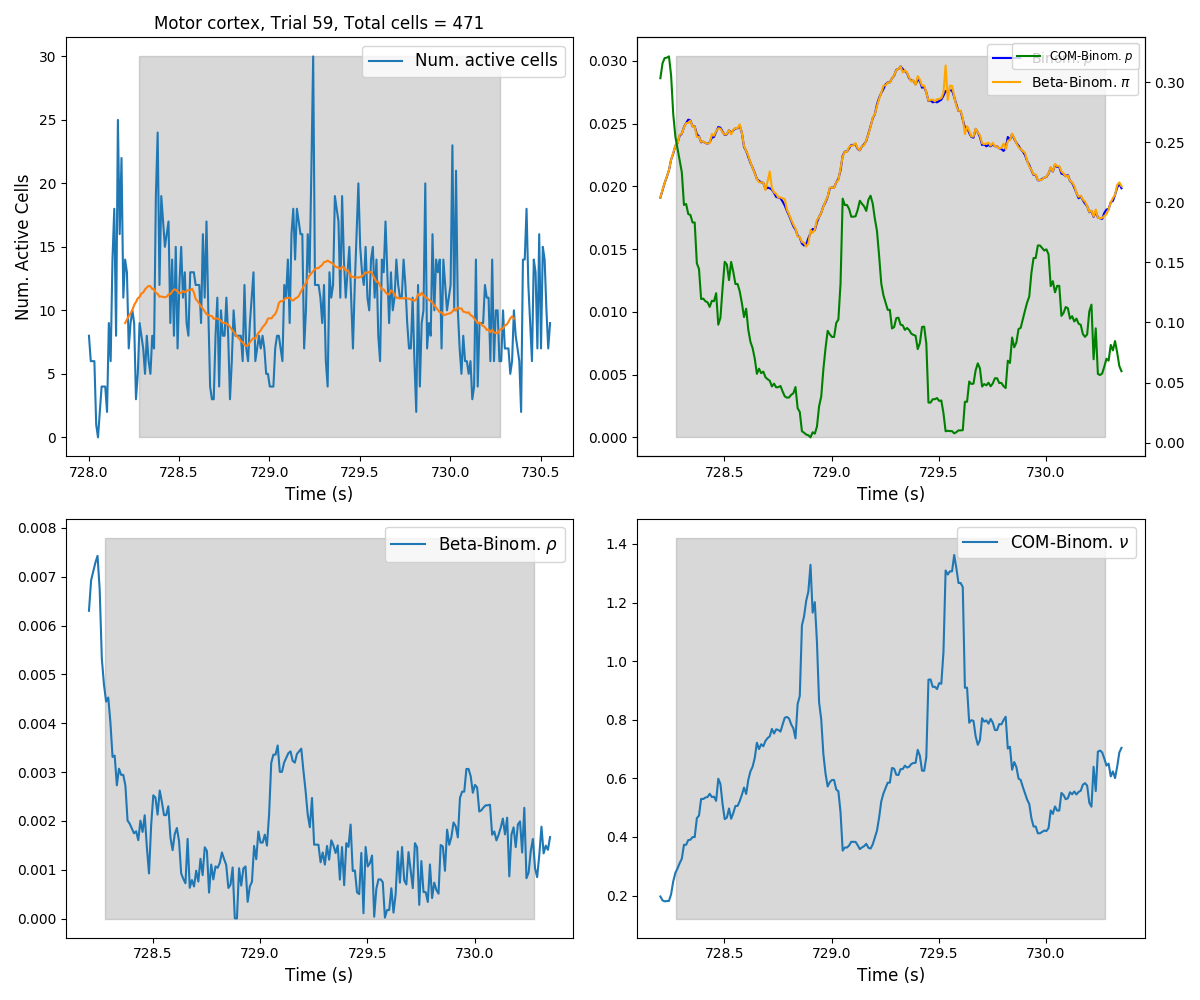 Motor cortex, Trial 59, Total cells = 471
Num. active cells
Num. Active Cells
30
25
20
15
10
5
0
728.0 728.5 729.0 729.5 730.0 730.5
Time (s)
COM-Binom. p
Binom. p
Beta-Binom. π
0.030
0.025
0.020
0.015
0.010
0.005
0.000
0.30
0.25
0.20
0.15
0.10
0.05
0.00
728.5 729.0 729.5 730.0
Time (s)
Beta-Binom. ρ
0.008
0.007
0.006
0.005
0.004
0.003
0.002
0.001
0.000
728.5 729.0 729.5 730.0
Time (s)
COM-Binom. ν
1.4
1.2
1.0
0.8
0.6
0.4
0.2
728.5 729.0 729.5 730.0
Time (s)